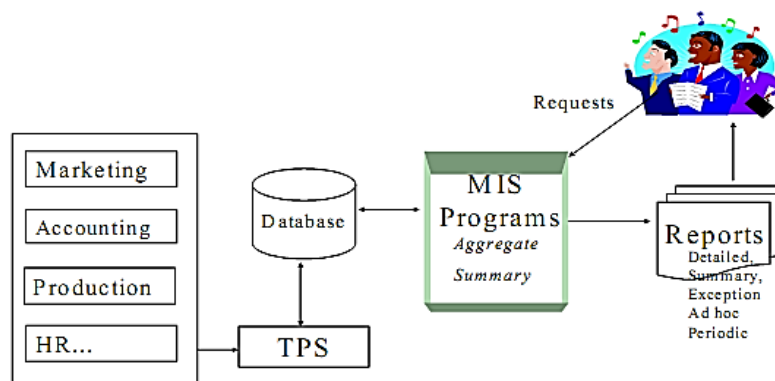 Requests
Marketing
Accounting
Production
HR...
Database
TPS
MIS
Programs
Aggregate
Summary
Reports
Detailed,
Summary,
Exception
Ad hoc
Periodic